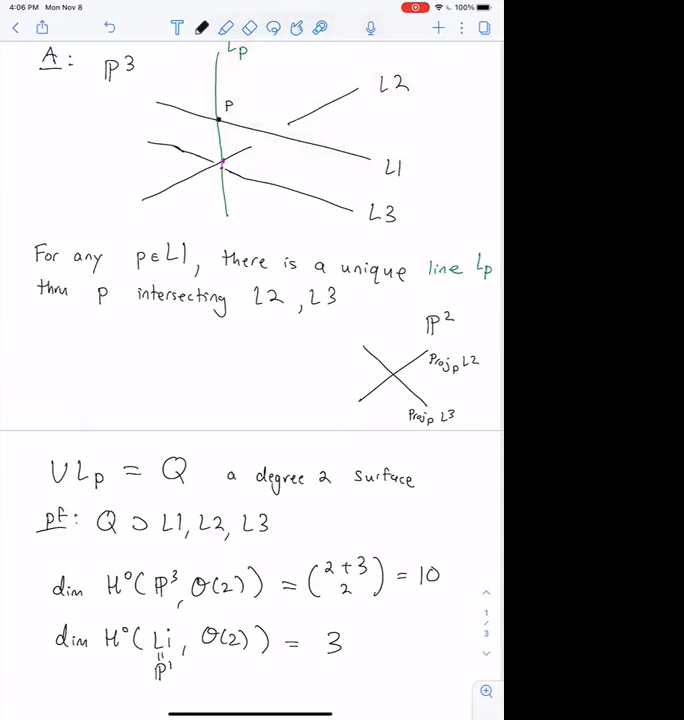 4:06 PM Mon Nov 8
100%
A: ℙ³
Lp
P
L2
L1
L3
For any p ∈ L1, there is a unique line Lp
thru p intersecting L2, L3
ℙ²
Projp L2
Projp L3
∪ Lp = Q a degree 2 surface
pf: Q ⊃ L1, L2, L3
dim H⁰(ℙ³, O(2)) = (2+3 2) = 10
dim H⁰(Li, O(2)) = 3
=
ℙ¹
1
/
3